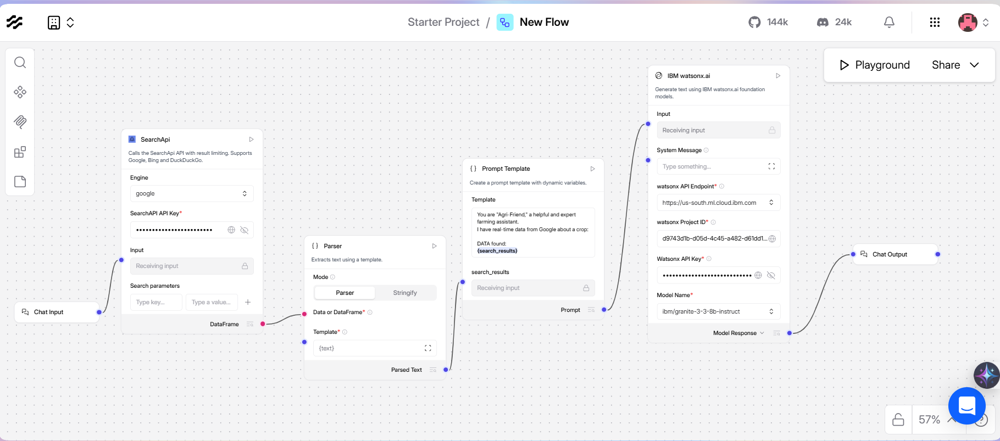 Starter Project / New Flow
144k
24k
Playground
Share
Chat Input
SearchApi
Calls the SearchApi API with result limiting. Supports
Google, Bing and DuckDuckGo.
Engine
google
SearchAPI API Key*
••••••••••••••••••••••••
Input
Receiving input
Search parameters
Type key...
Type a value...
DataFrame
{ } Parser
Extracts text using a template.
Mode
Parser
Stringify
Data or DataFrame*
Template*
{text}
Parsed Text
{ } Prompt Template
Create a prompt template with dynamic variables.
Template
You are "Agri-Friend," a helpful and expert
farming assistant.
I have real-time data from Google about a crop:
DATA found:
{search_results}
search_results
Receiving input
Prompt
IBM watsonx.ai
Generate text using IBM watsonx.ai foundation
models.
Input
Receiving input
System Message
Type something...
watsonx API Endpoint*
https://us-south.ml.cloud.ibm.com
watsonx Project ID*
d9743d1b-d05d-4c45-a482-d61dd1...
Watsonx API Key*
••••••••••••••••••••••••••••
Model Name*
ibm/granite-3-3-8b-instruct
Model Response
Chat Output
57%
?